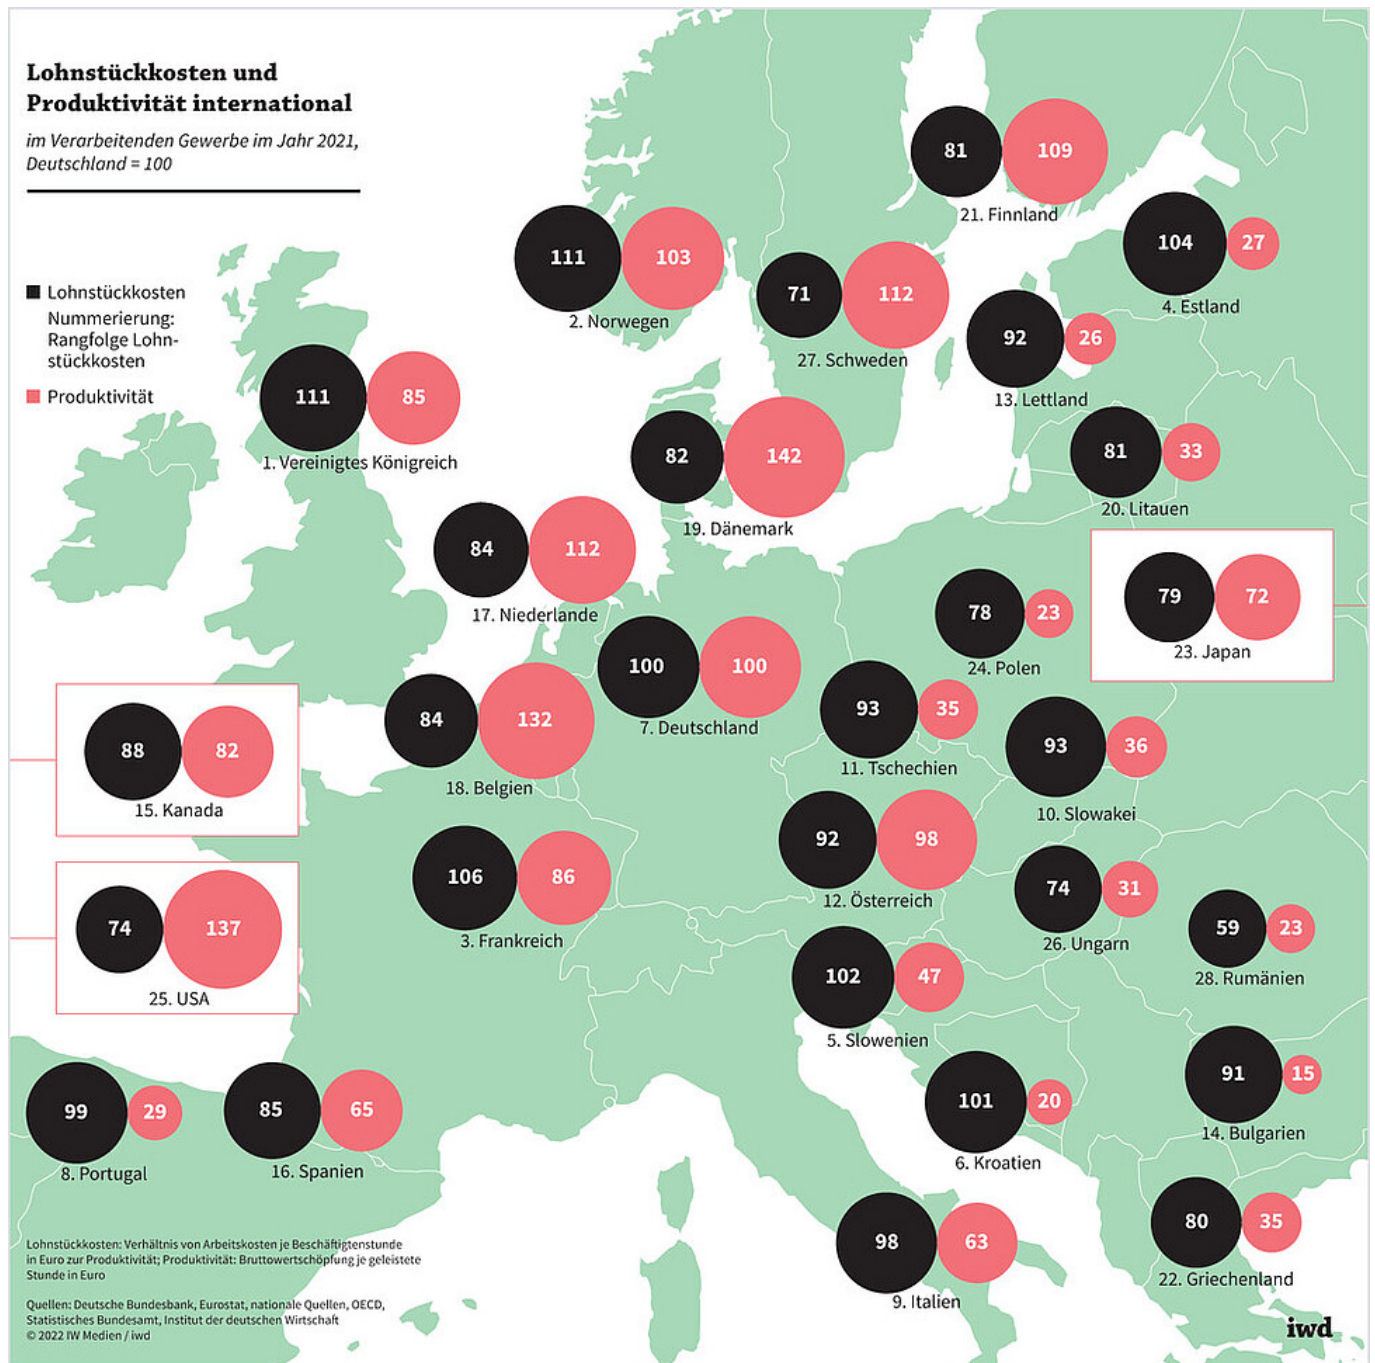 Lohnstückkosten und
Produktivität international
im Verarbeitenden Gewerbe im Jahr 2021,
Deutschland = 100
Lohnstückkosten
Nummerierung:
Rangfolge Lohn-
stückkosten
Produktivität
81 109
21. Finnland
111 103
2. Norwegen
104 27
4. Estland
71 112
27. Schweden
92 26
13. Lettland
111 85
1. Vereinigtes Königreich
82 142
19. Dänemark
81 33
20. Litauen
84 112
17. Niederlande
78 23
24. Polen
79 72
23. Japan
100 100
7. Deutschland
84 132
18. Belgien
93 35
11. Tschechien
93 36
10. Slowakei
88 82
15. Kanada
92 98
12. Österreich
106 86
3. Frankreich
74 31
26. Ungarn
74 137
25. USA
59 23
28. Rumänien
102 47
5. Slowenien
91 15
14. Bulgarien
101 20
6. Kroatien
99 29
8. Portugal
85 65
16. Spanien
80 35
22. Griechenland
98 63
9. Italien
Lohnstückkosten: Verhältnis von Arbeitskosten je Beschäftigtenstunde
in Euro zur Produktivität; Produktivität: Bruttowertschöpfung je geleistete
Stunde in Euro
Quellen: Deutsche Bundesbank, Eurostat, nationale Quellen, OECD,
Statistisches Bundesamt, Institut der deutschen Wirtschaft
© 2022 IW Medien / iwd
iwd